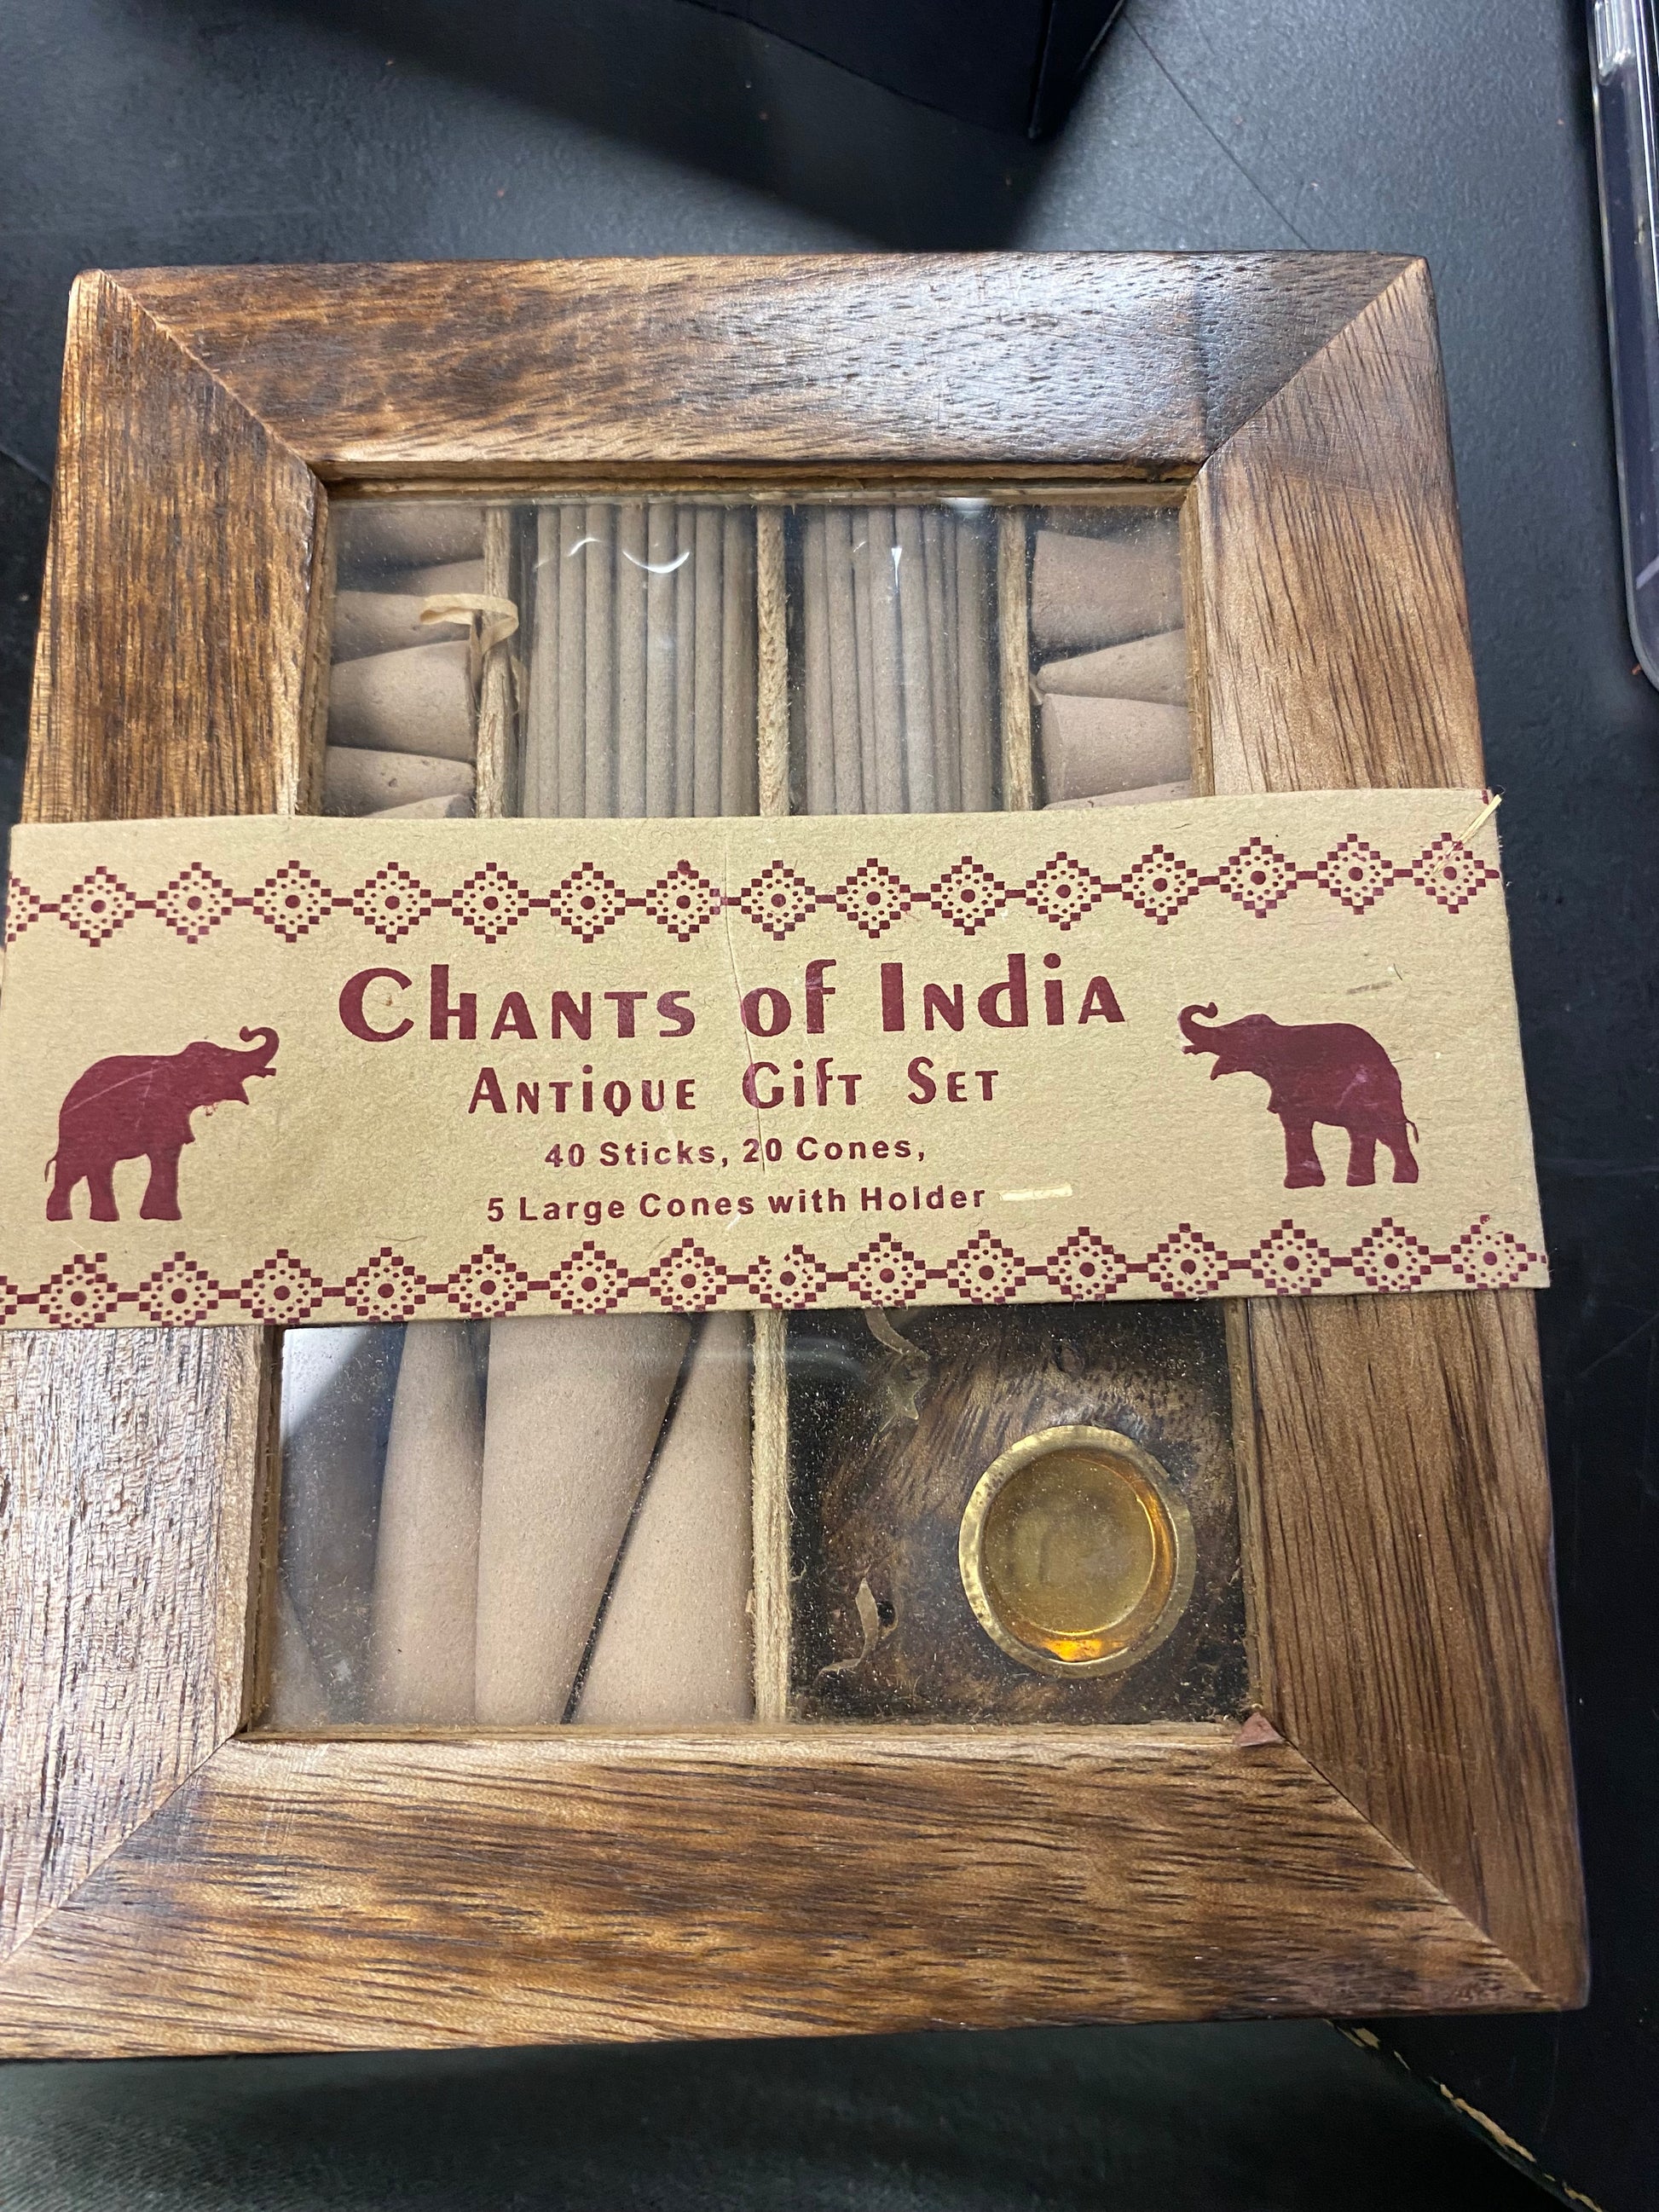 Chants of India
Antique Gift Set
40 Sticks, 20 Cones,
5 Large Cones with Holder